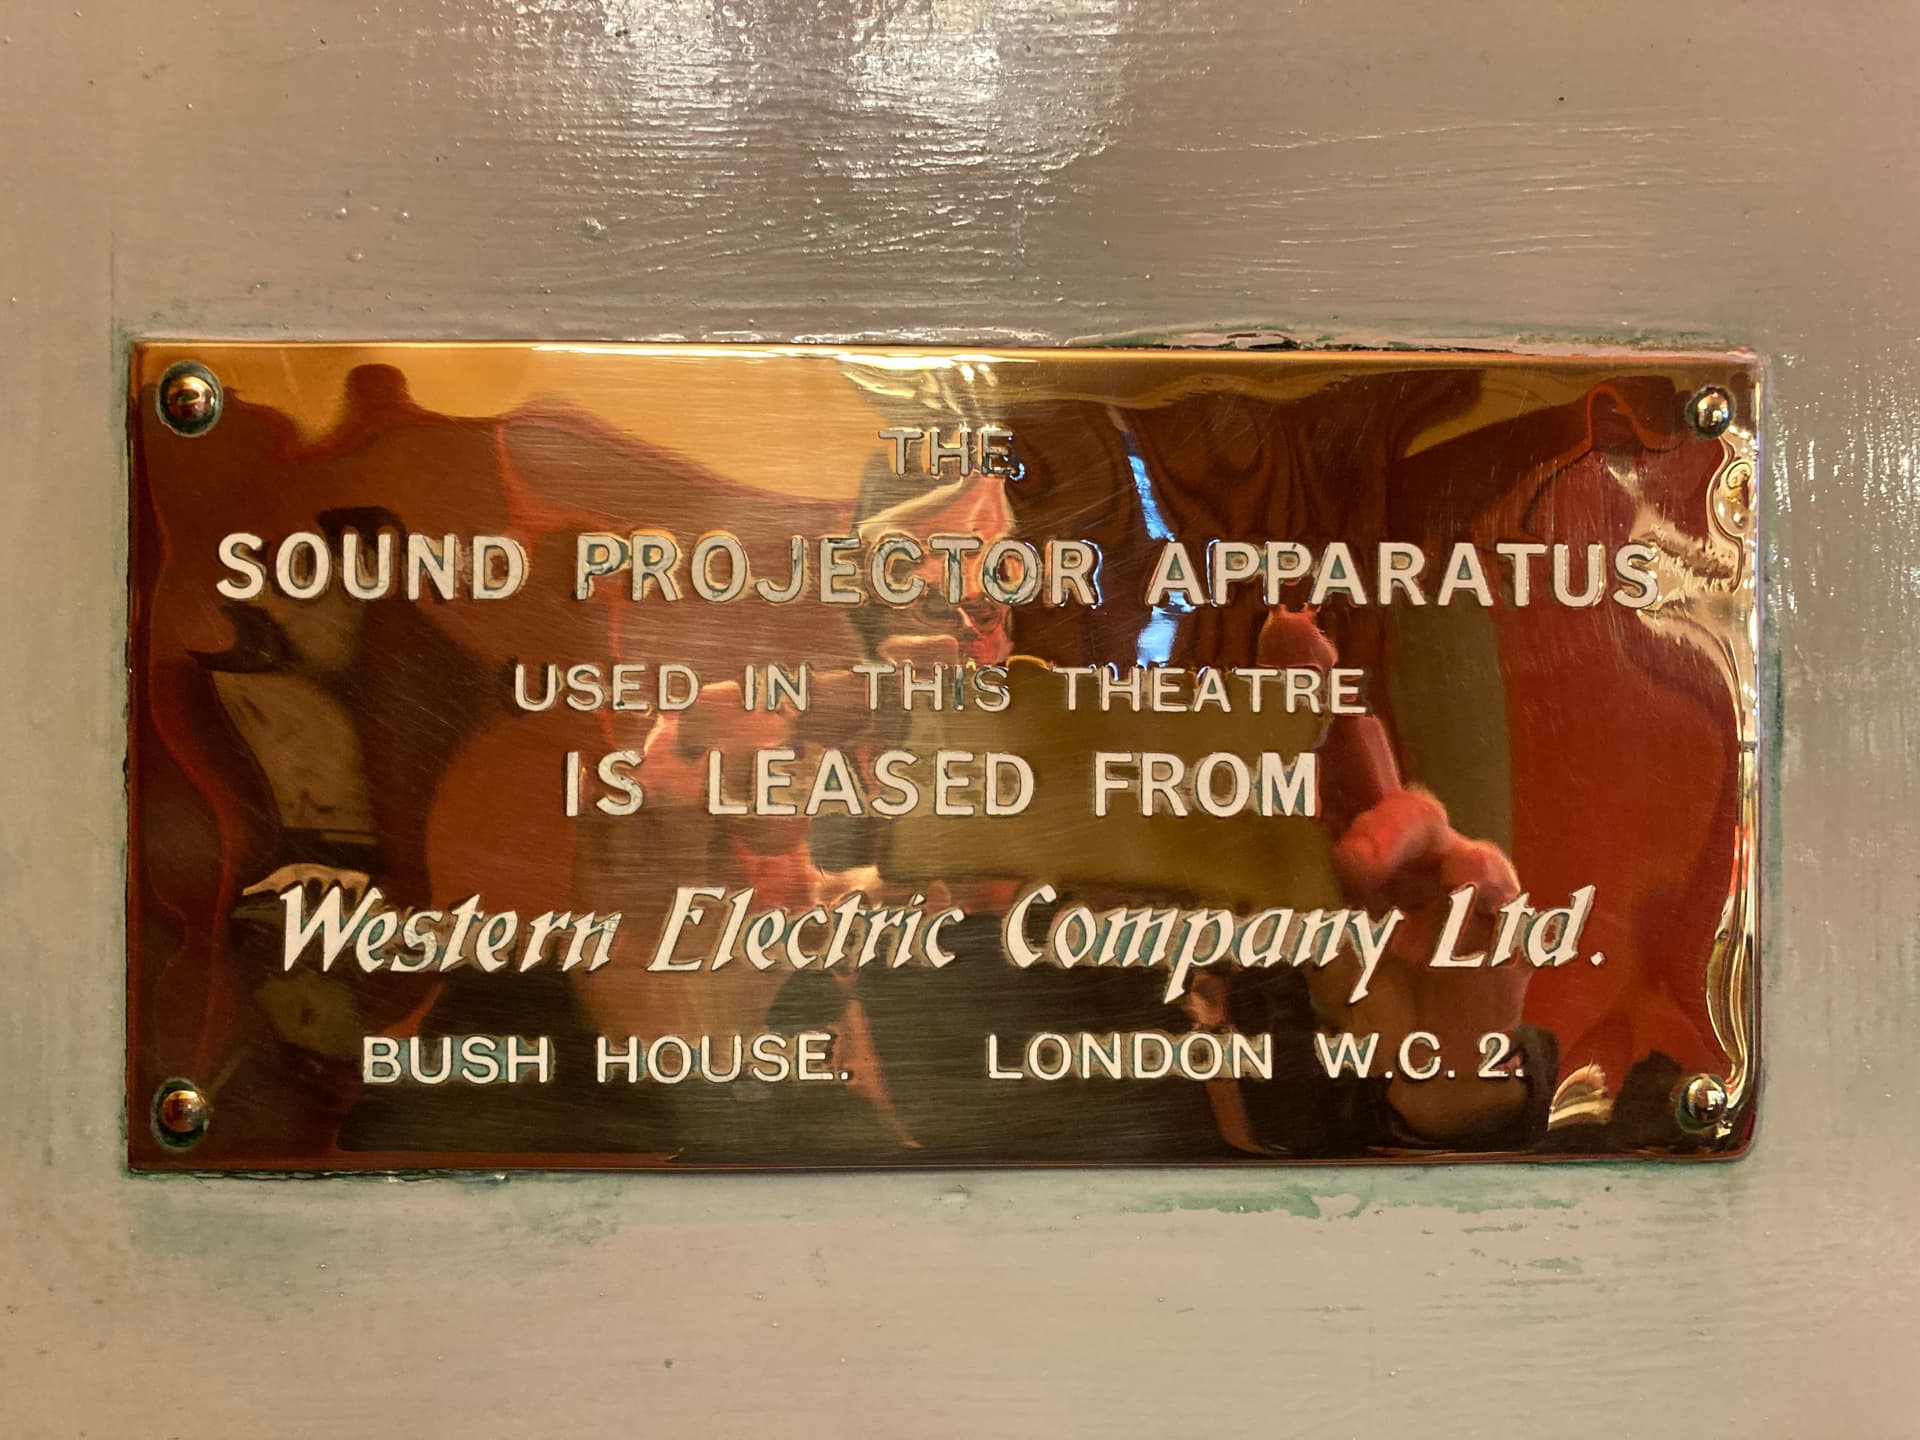 THE
SOUND PROJECTOR APPARATUS
USED IN THIS THEATRE
IS LEASED FROM
Western Electric Company Ltd.
BUSH HOUSE. LONDON W.C. 2.